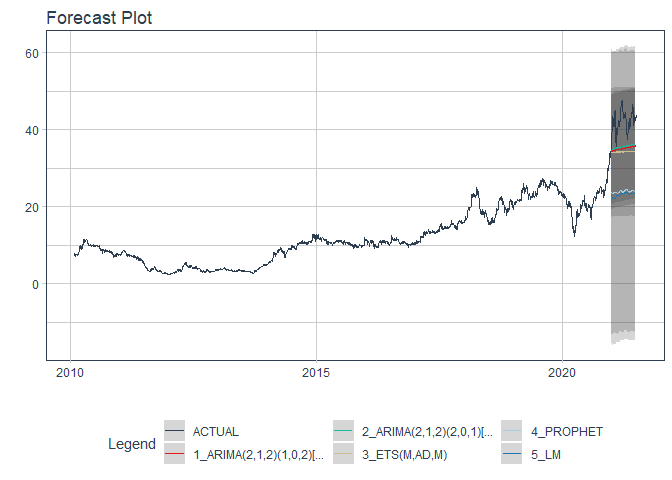 Forecast Plot
60
40
20
0
2010 2015 2020
Legend
ACTUAL 2_ARIMA(2,1,2)(2,0,1)[... 4_PROPHET
1_ARIMA(2,1,2)(1,0,2)[... 3_ETS(M,AD,M) 5_LM